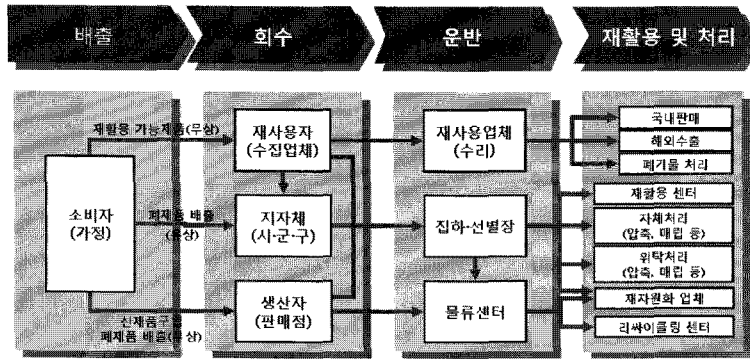 배출
회수
운반
재활용 및 처리
재활용 가능제품(무상)
소비자
(가정)
폐제품 배출
신제품구
폐제품 배출
재사용자
(수집업체)
지자체
(시·군·구)
생산자
(판매점)
재사용업체
(수리)
집하·선별장
물류센터
국내판매
해외수출
폐기물 처리
재활용 센터
자체처리
(압축, 매립 등)
위탁처리
(압축, 매립 등)
재자원화 업체
리싸이클링 센터